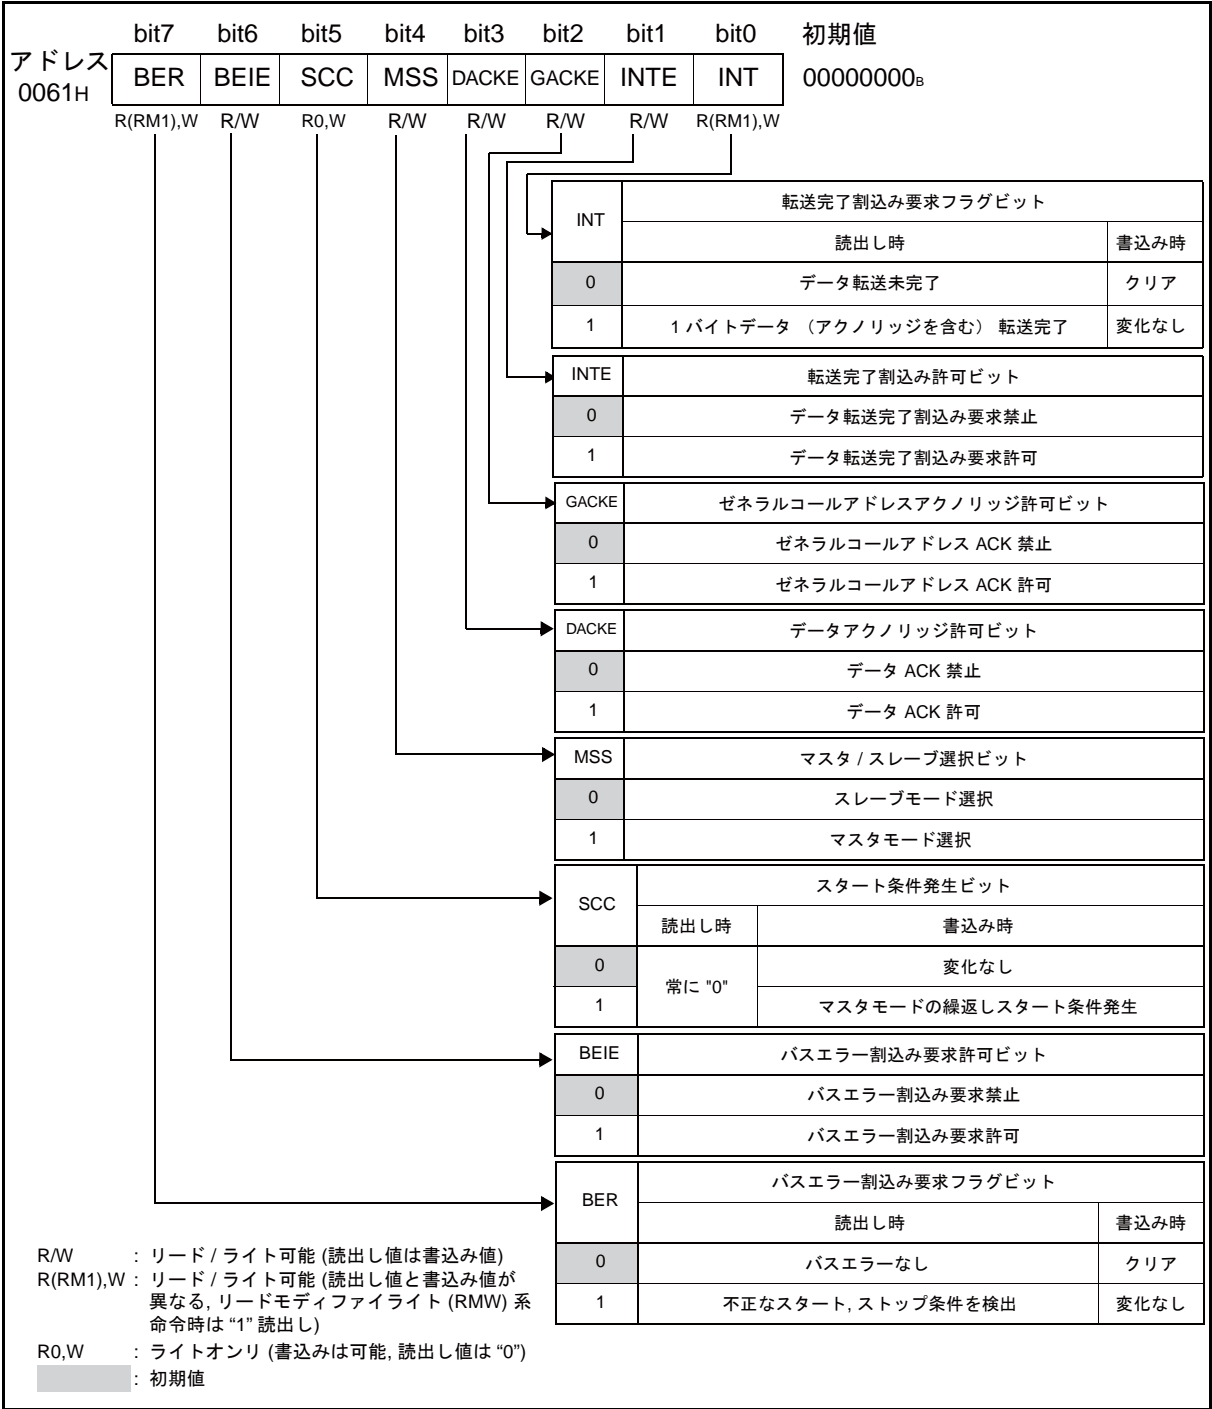 bit7 bit6 bit5 bit4 bit3 bit2 bit1 bit0 初期値
アドレス
0061H
BER BEIE SCC MSS DACKE GACKE INTE INT 00000000B
R(RM1),W R/W R0,W R/W R/W R/W R/W R(RM1),W
INT
転送完了割込み要求フラグビット
読出し時 書込み時
0 データ転送未完了 クリア
1 1 バイトデータ （アクノリッジを含む） 転送完了 変化なし
INTE 転送完了割込み許可ビット
0 データ転送完了割込み要求禁止
1 データ転送完了割込み要求許可
GACKE ゼネラルコールアドレスアクノリッジ許可ビット
0 ゼネラルコールアドレス ACK 禁止
1 ゼネラルコールアドレス ACK 許可
DACKE データアクノリッジ許可ビット
0 データ ACK 禁止
1 データ ACK 許可
MSS マスタ / スレーブ選択ビット
0 スレーブモード選択
1 マスタモード選択
SCC
スタート条件発生ビット
読出し時 書込み時
0 常に "0" 変化なし
1 マスタモードの繰返しスタート条件発生
BEIE バスエラー割込み要求許可ビット
0 バスエラー割込み要求禁止
1 バスエラー割込み要求許可
BER
バスエラー割込み要求フラグビット
読出し時 書込み時
0 バスエラーなし クリア
1 不正なスタート, ストップ条件を検出 変化なし
R/W : リード / ライト可能 (読出し値は書込み値)
R(RM1),W : リード / ライト可能 (読出し値と書込み値が
異なる, リードモディファイライト (RMW) 系
命令時は “1” 読出し)
R0,W : ライトオンリ (書込みは可能, 読出し値は “0”)
: 初期値